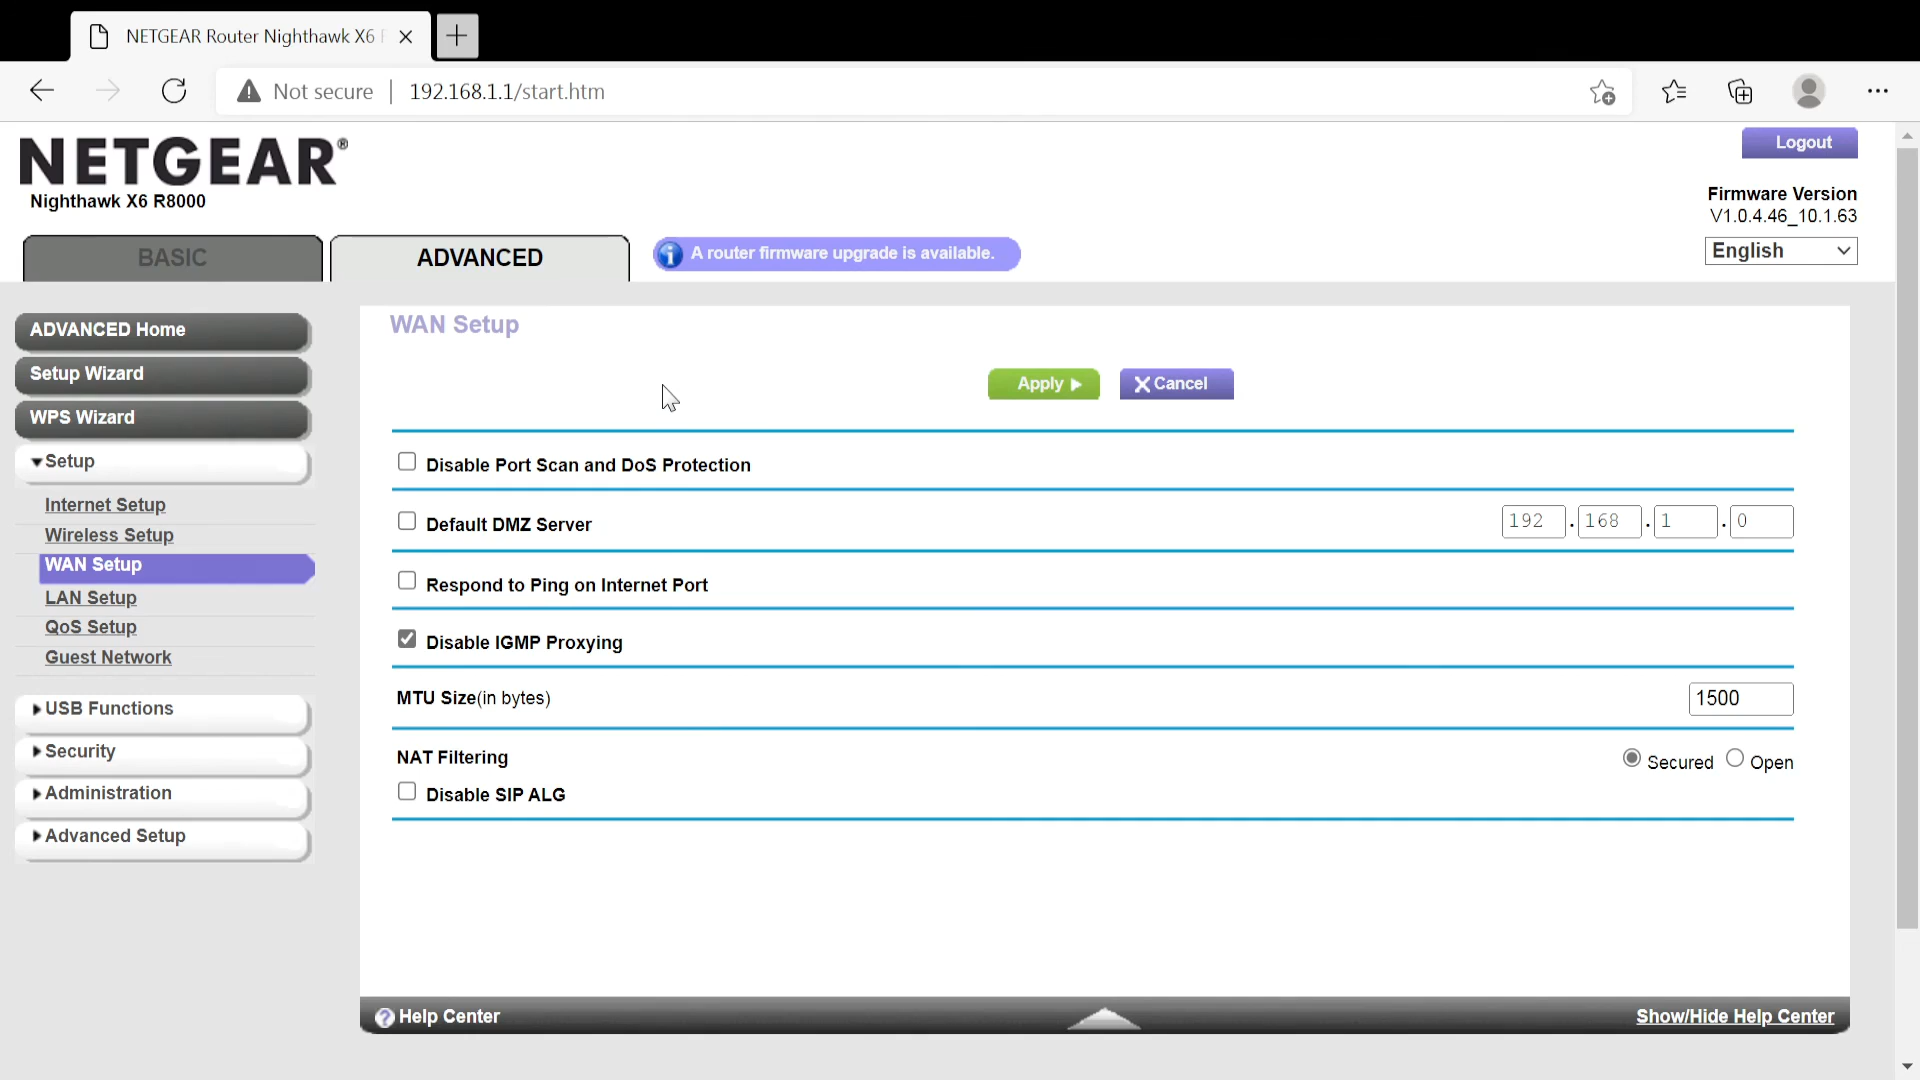 NETGEAR Router Nighthawk X6
Not secure
192.168.1.1/start.htm
NETGEAR®
Nighthawk X6 R8000
Logout
Firmware Version
V1.0.4.46_10.1.63
English
BASIC
ADVANCED
A router firmware upgrade is available.
ADVANCED Home
Setup Wizard
WPS Wizard
Setup
Internet Setup
Wireless Setup
WAN Setup
LAN Setup
QoS Setup
Guest Network
USB Functions
Security
Administration
Advanced Setup
WAN Setup
Apply
Cancel
Disable Port Scan and DoS Protection
Default DMZ Server
192 . 168 . 1 . 0
Respond to Ping on Internet Port
Disable IGMP Proxying
MTU Size(in bytes)
1500
NAT Filtering
Secured
Open
Disable SIP ALG
Help Center
Show/Hide Help Center